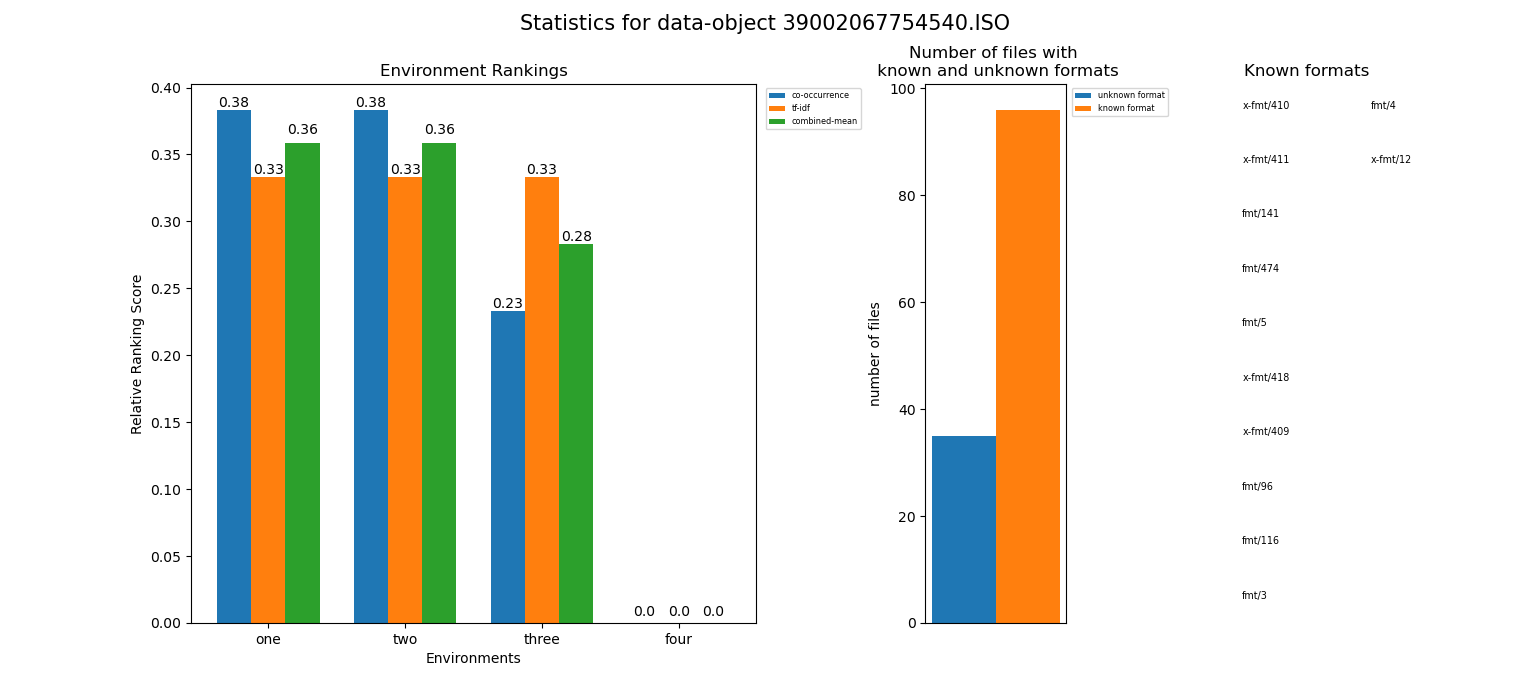 Statistics for data-object 39002067754540.ISO
Environment Rankings
0.40
0.35
0.30
0.25
0.20
0.15
0.10
0.05
0.00
Relative Ranking Score
0.38
0.33
0.36
0.38
0.33
0.36
0.23
0.33
0.28
0.0 0.0 0.0
one two three four
Environments
co-occurrence
tf-idf
combined-mean
Number of files with
known and unknown formats
100
80
60
40
20
0
number of files
unknown format
known format
Known formats
x-fmt/410 fmt/4
x-fmt/411 x-fmt/12
fmt/141
fmt/474
fmt/5
x-fmt/418
x-fmt/409
fmt/96
fmt/116
fmt/3